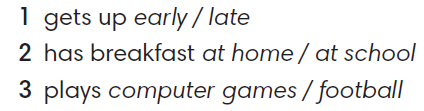 1 gets up early / late
2 has breakfast at home / at school
3 plays computer games / football